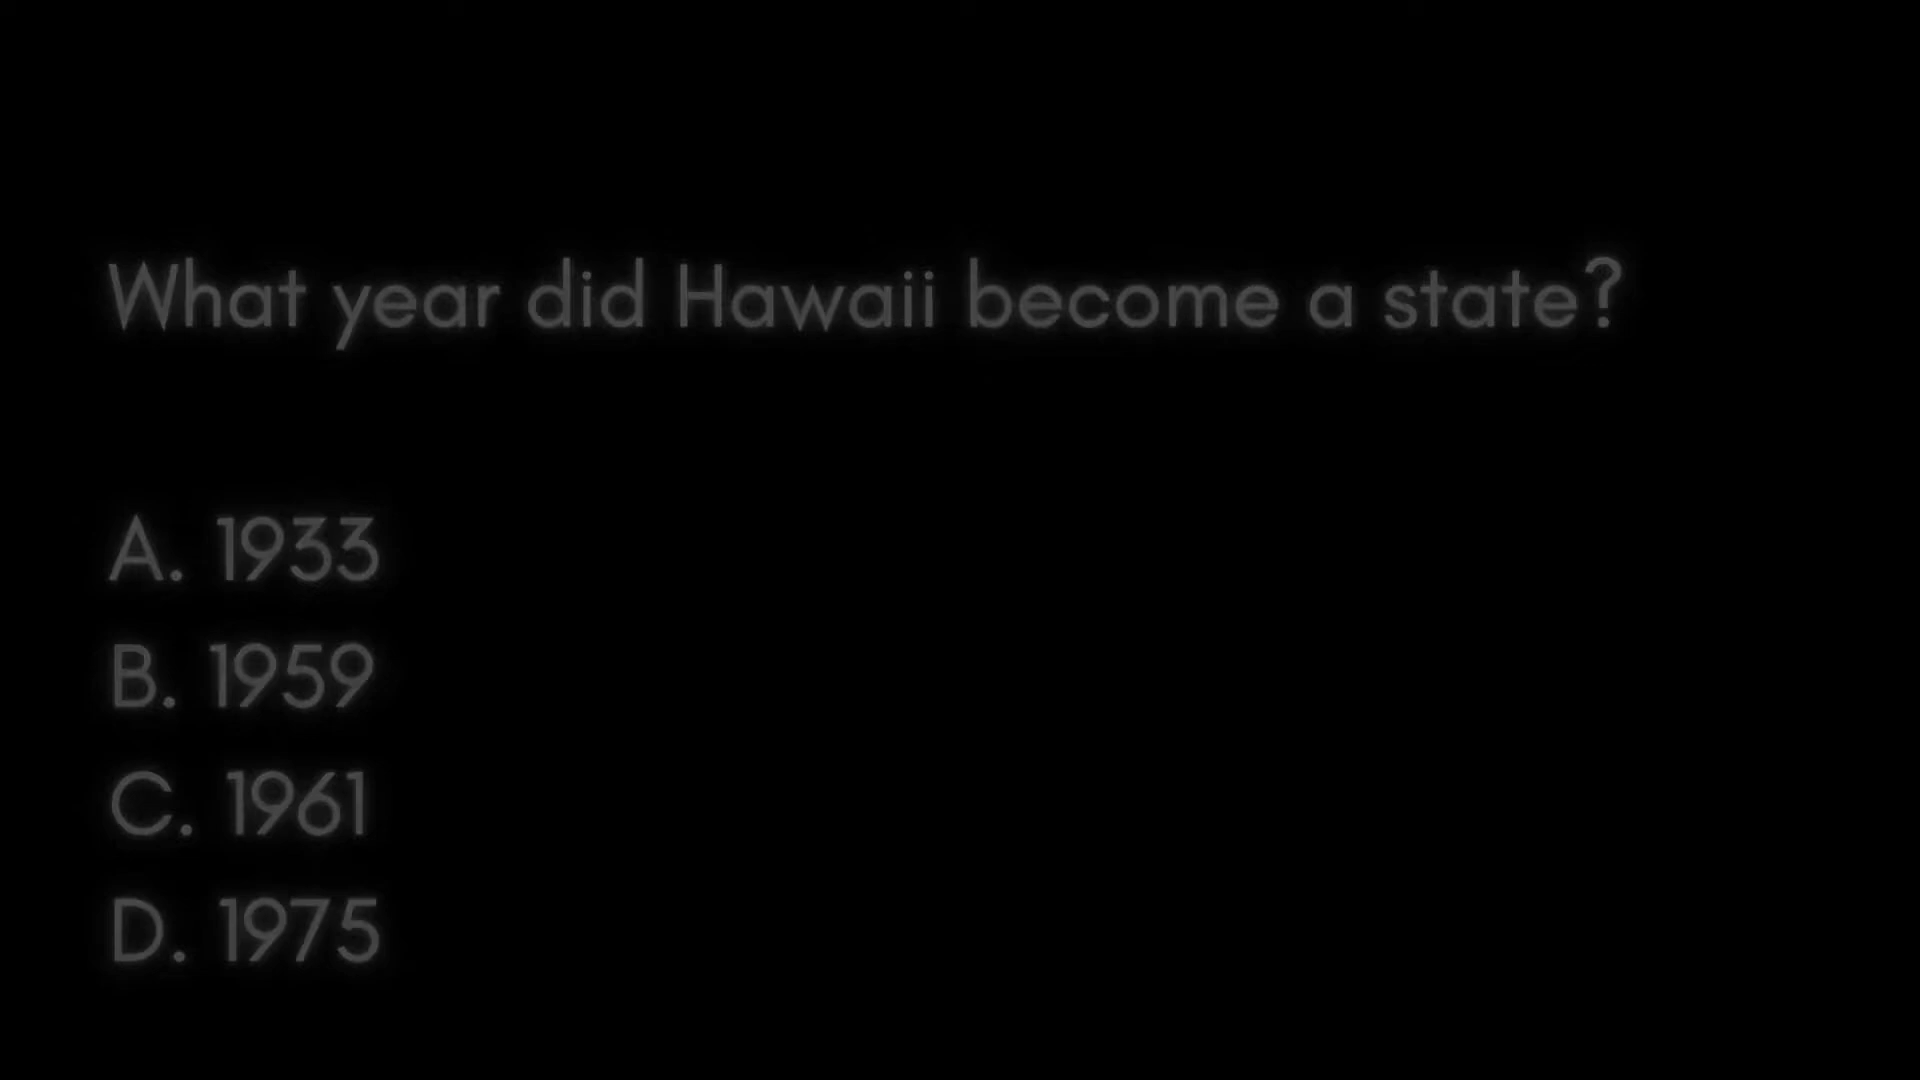 What year did Hawaii become a state?
A. 1933
B. 1959
C. 1961
D. 1975